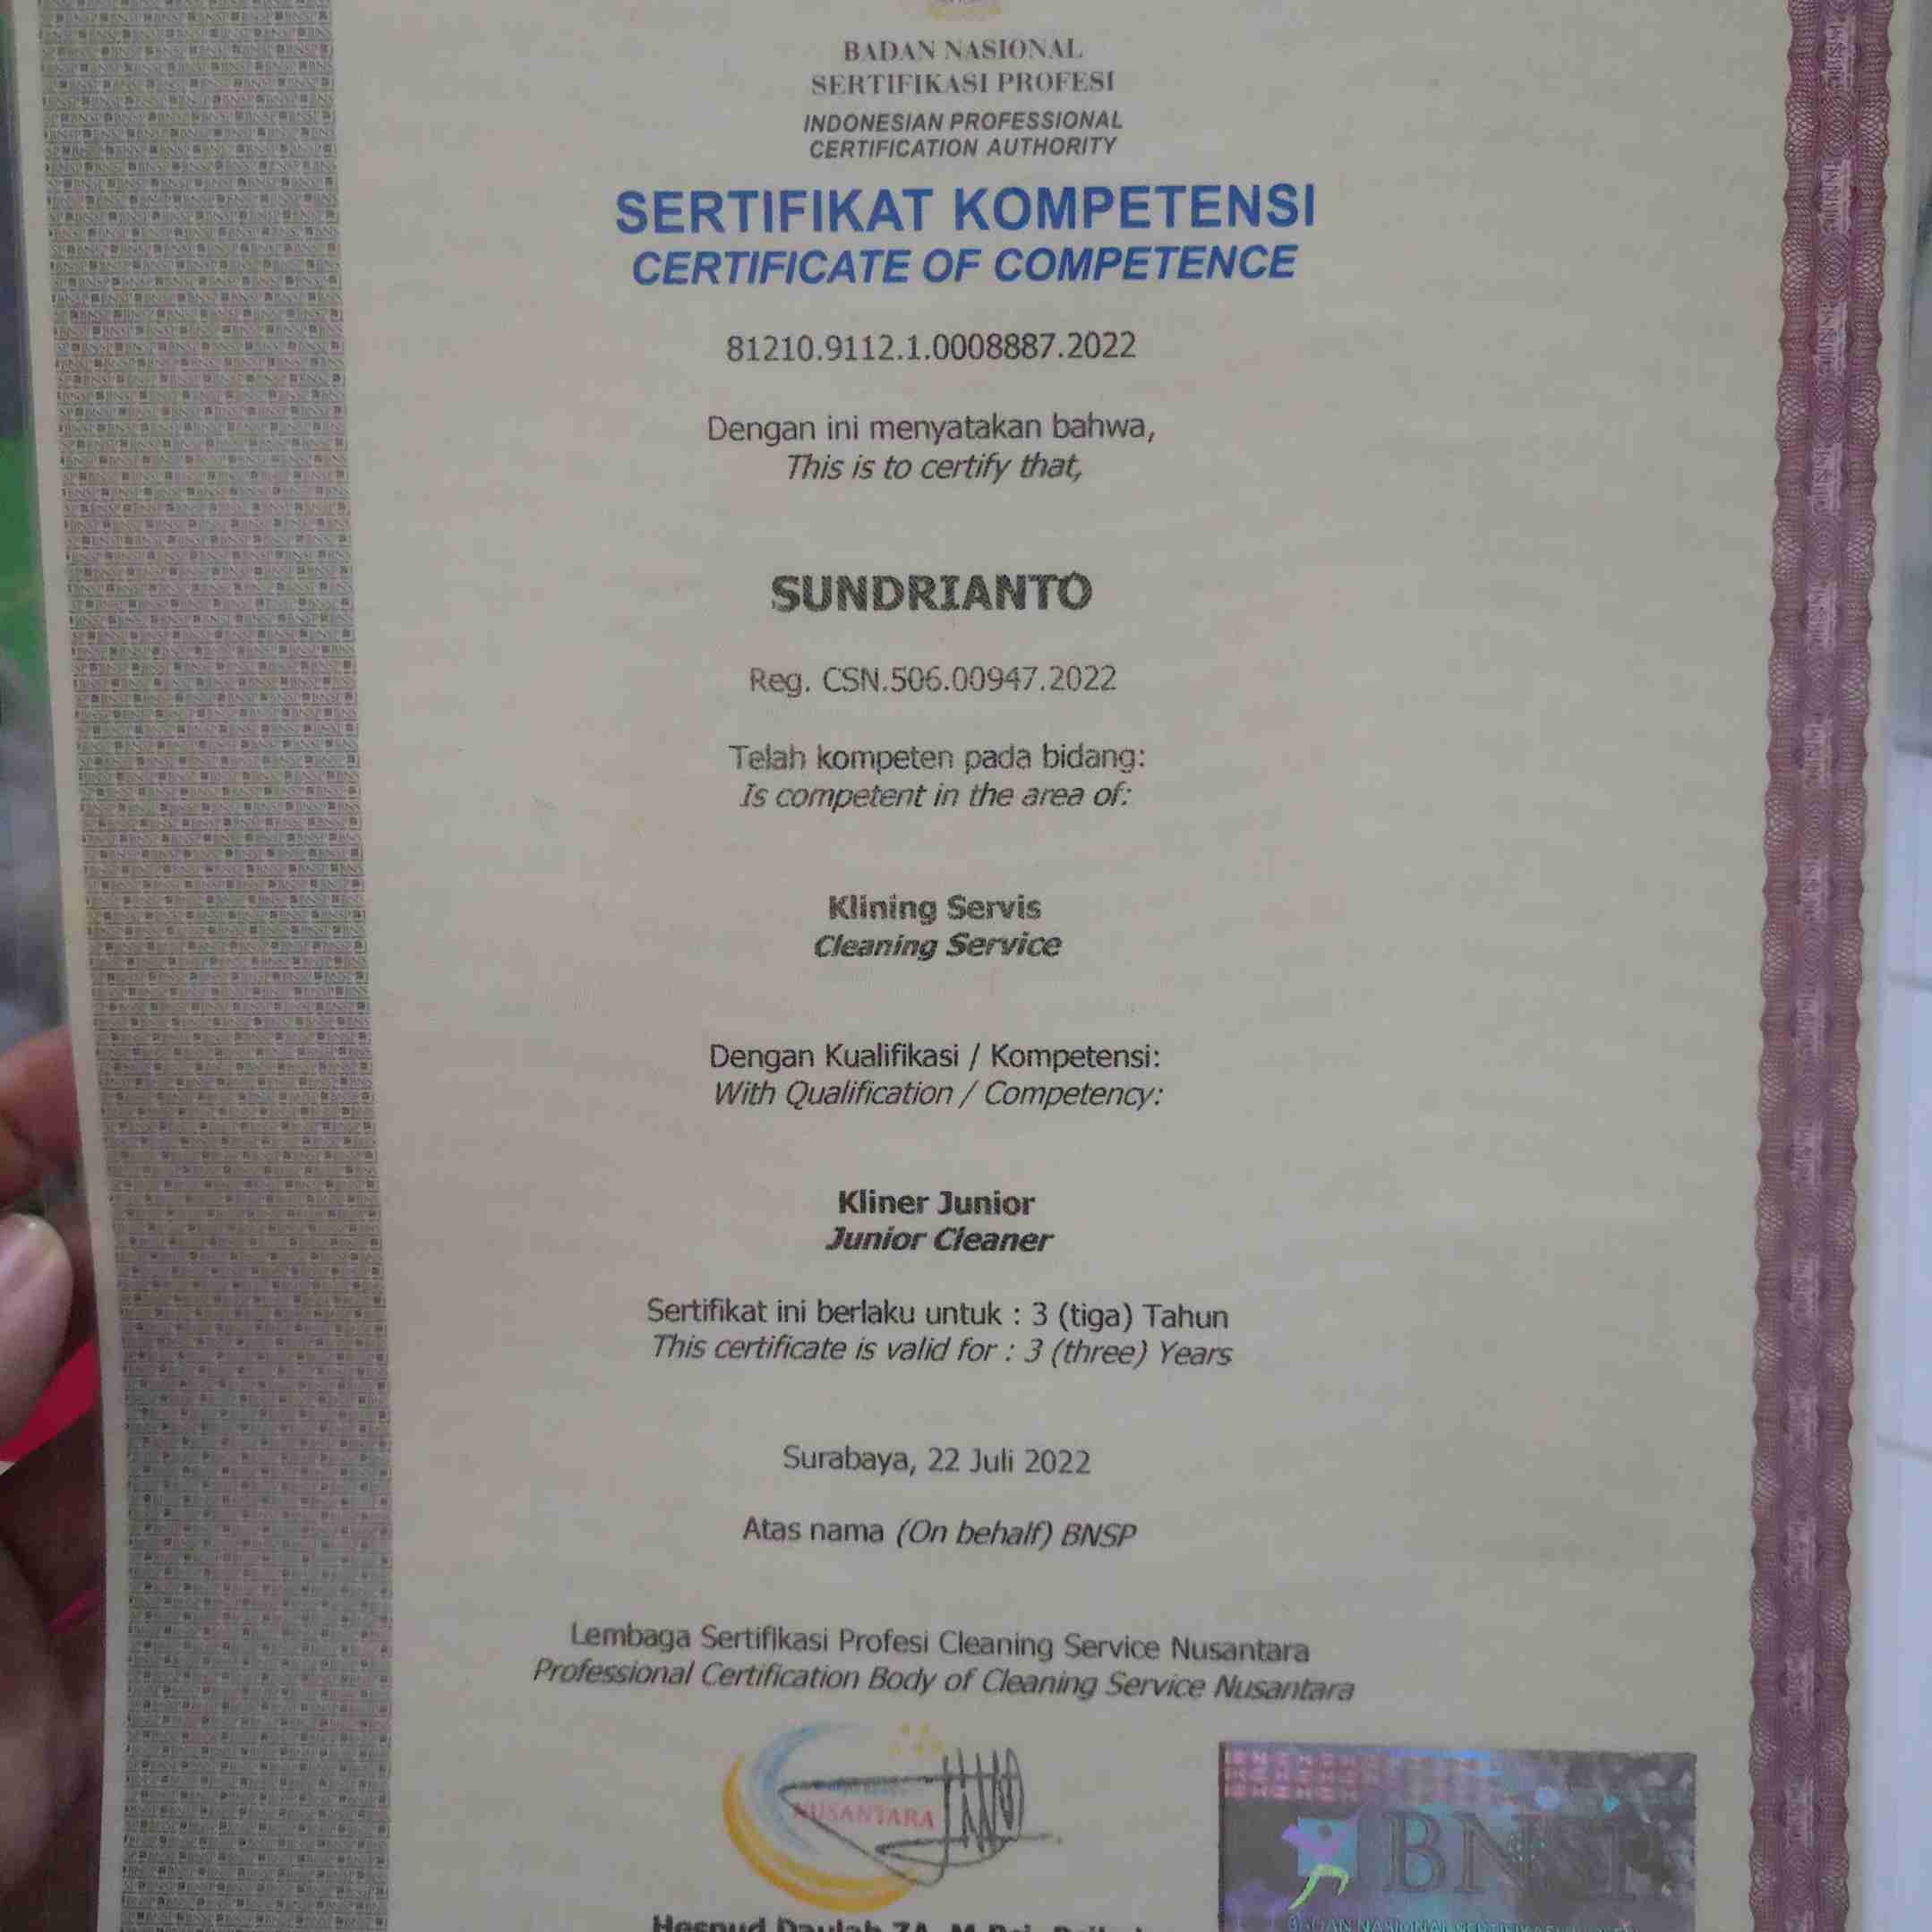 BADAN NASIONAL
SERTIFIKASI PROFESI
INDONESIAN PROFESSIONAL
CERTIFICATION AUTHORITY
SERTIFIKAT KOMPETENSI
CERTIFICATE OF COMPETENCE
81210.9112.1.0008887.2022
Dengan ini menyatakan bahwa,
This is to certify that,
SUNDRIANTO
Reg. CSN.506.00947.2022
Telah kompeten pada bidang:
Is competent in the area of:
Klining Servis
Cleaning Service
Dengan Kualifikasi / Kompetensi:
With Qualification / Competency:
Kliner Junior
Junior Cleaner
Sertifikat ini berlaku untuk : 3 (tiga) Tahun
This certificate is valid for : 3 (three) Years
Surabaya, 22 Juli 2022
Atas nama (On behalf) BNSP
Lembaga Sertifikasi Profesi Cleaning Service Nusantara
Professional Certification Body of Cleaning Service Nusantara
NUSANTARA
BNSP